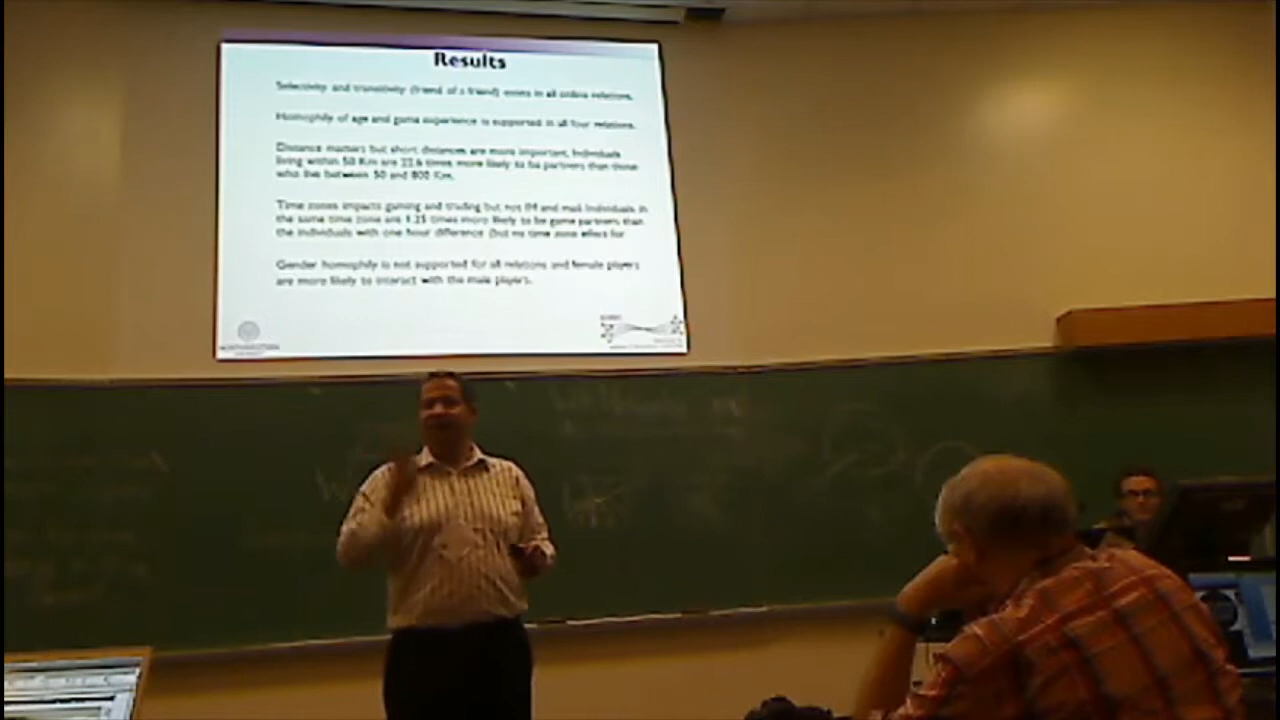 Results
Selectivity and transitivity (friend of a friend) exists in all online relations.
Homophily of age and game experience is supported in all four relations.
Distance matters but short distances are more important. Individuals
living within 50 Km are 22.6 times more likely to be partners than those
who live between 50 and 800 Km.
Time zones impacts gaming and trading but not IM and mail. Individuals in
the same time zone are 1.25 times more likely to be game partners than
the individuals with one hour difference (but no time zone effect for
Gender homophily is not supported for all relations and female players
are more likely to interact with the male players.
NORTHWESTERN